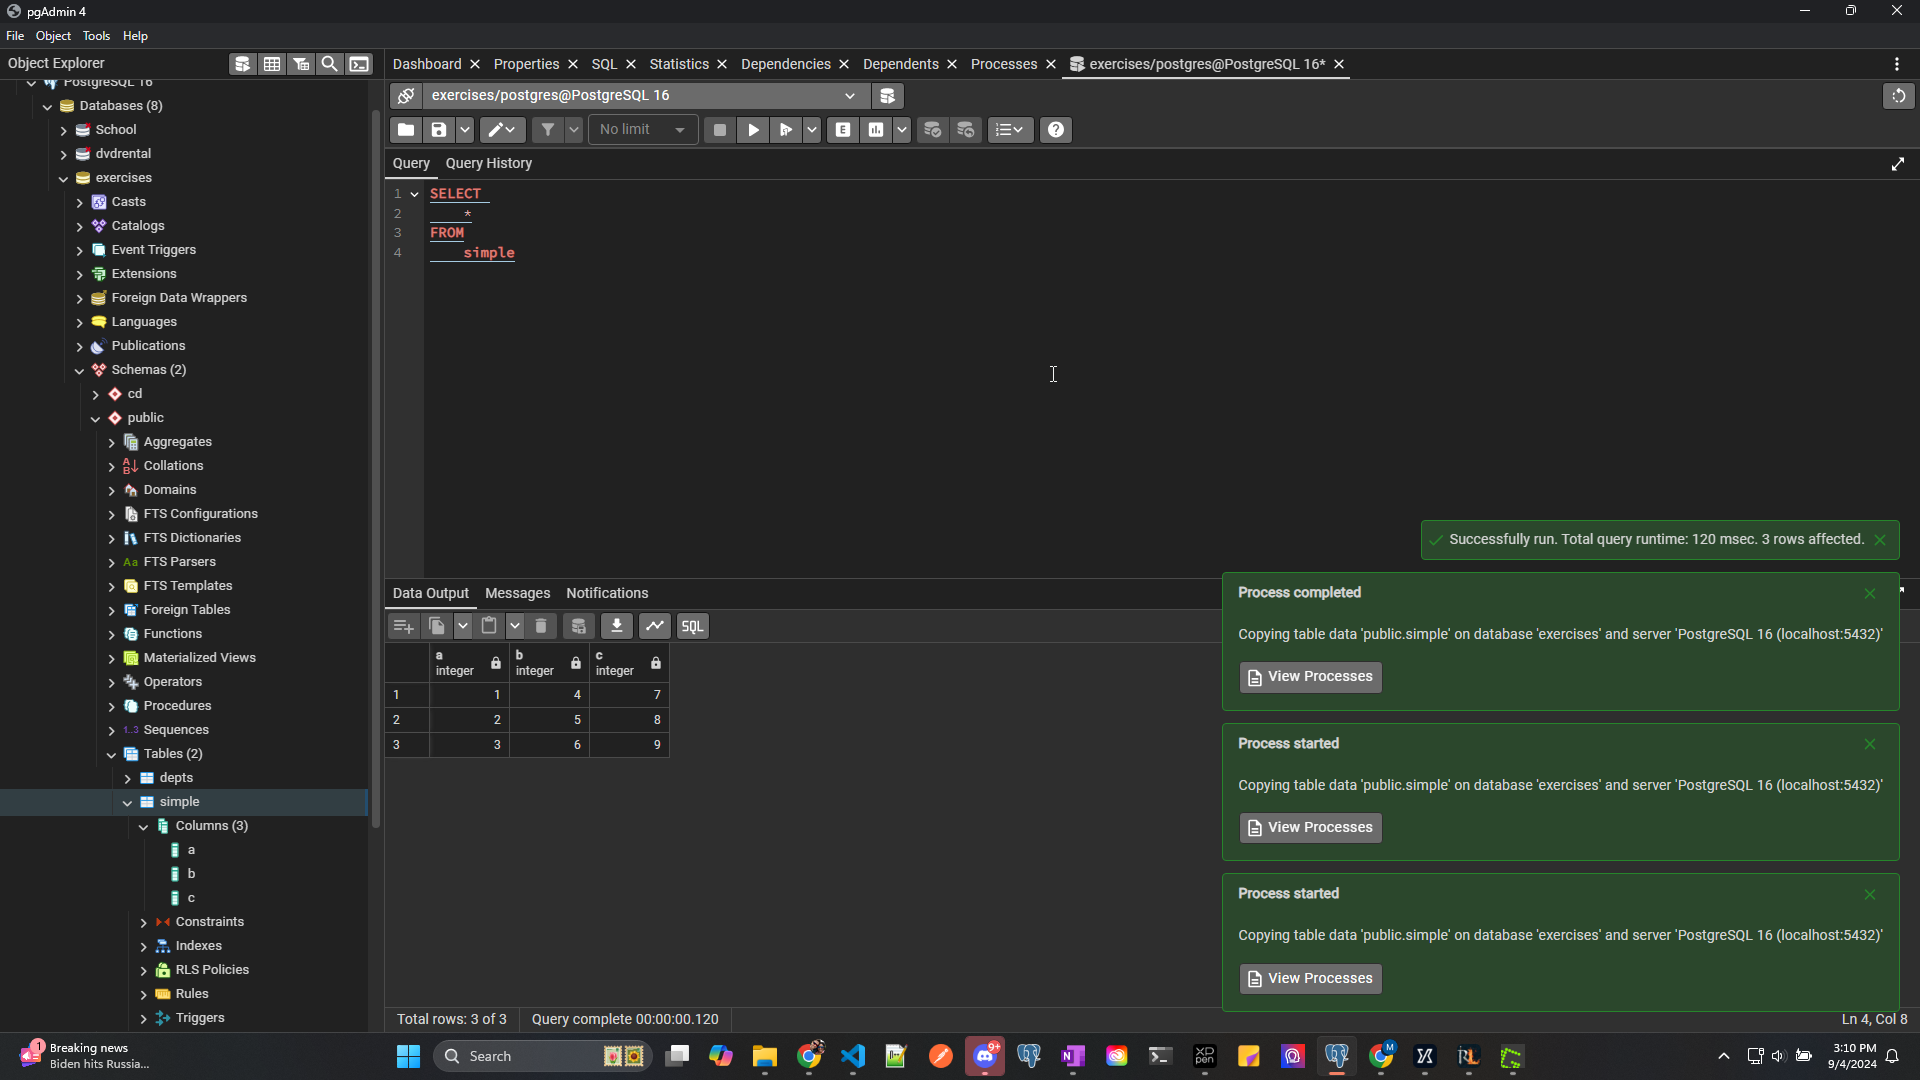 pgAdmin 4
File Object Tools Help
Object Explorer
Dashboard Properties SQL Statistics Dependencies Dependents Processes exercises/postgres@PostgreSQL 16*
PostgreSQL 16
Databases (8)
School
dvdrental
exercises
Casts
Catalogs
Event Triggers
Extensions
Foreign Data Wrappers
Languages
Publications
Schemas (2)
cd
public
Aggregates
Collations
Domains
FTS Configurations
FTS Dictionaries
Aa FTS Parsers
FTS Templates
Foreign Tables
Functions
Materialized Views
Operators
Procedures
1..3 Sequences
Tables (2)
depts
simple
Columns (3)
a
b
c
Constraints
Indexes
RLS Policies
Rules
Triggers
exercises/postgres@PostgreSQL 16
No limit
E
Query Query History
1 SELECT
2 *
3 FROM
4 simple
Successfully run. Total query runtime: 120 msec. 3 rows affected.
Data Output Messages Notifications
SQL
a integer b integer c integer
1 1 4 7
2 2 5 8
3 3 6 9
Process completed
Copying table data 'public.simple' on database 'exercises' and server 'PostgreSQL 16 (localhost:5432)'
View Processes
Process started
Copying table data 'public.simple' on database 'exercises' and server 'PostgreSQL 16 (localhost:5432)'
View Processes
Process started
Copying table data 'public.simple' on database 'exercises' and server 'PostgreSQL 16 (localhost:5432)'
View Processes
Total rows: 3 of 3 Query complete 00:00:00.120
Ln 4, Col 8
1
Breaking news
Biden hits Russia...
Search
9+
XP
pen
M
3:10 PM
9/4/2024